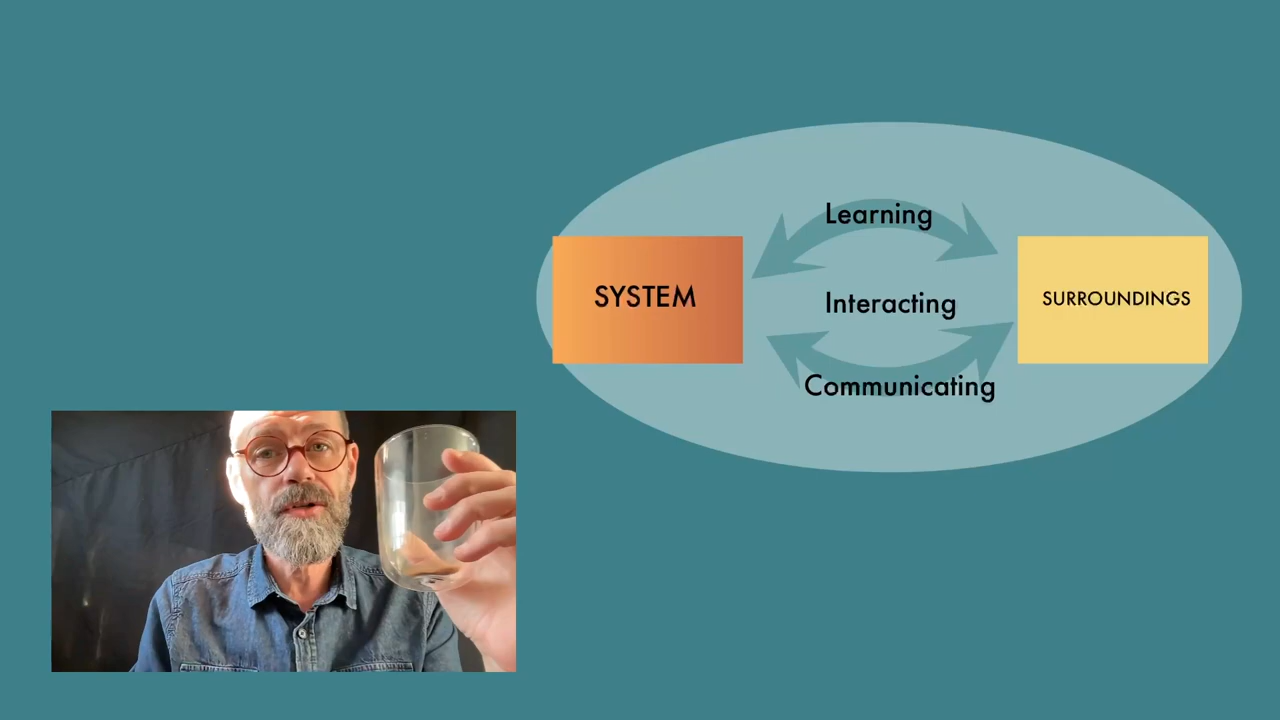 Learning
SYSTEM
Interacting
SURROUNDINGS
Communicating